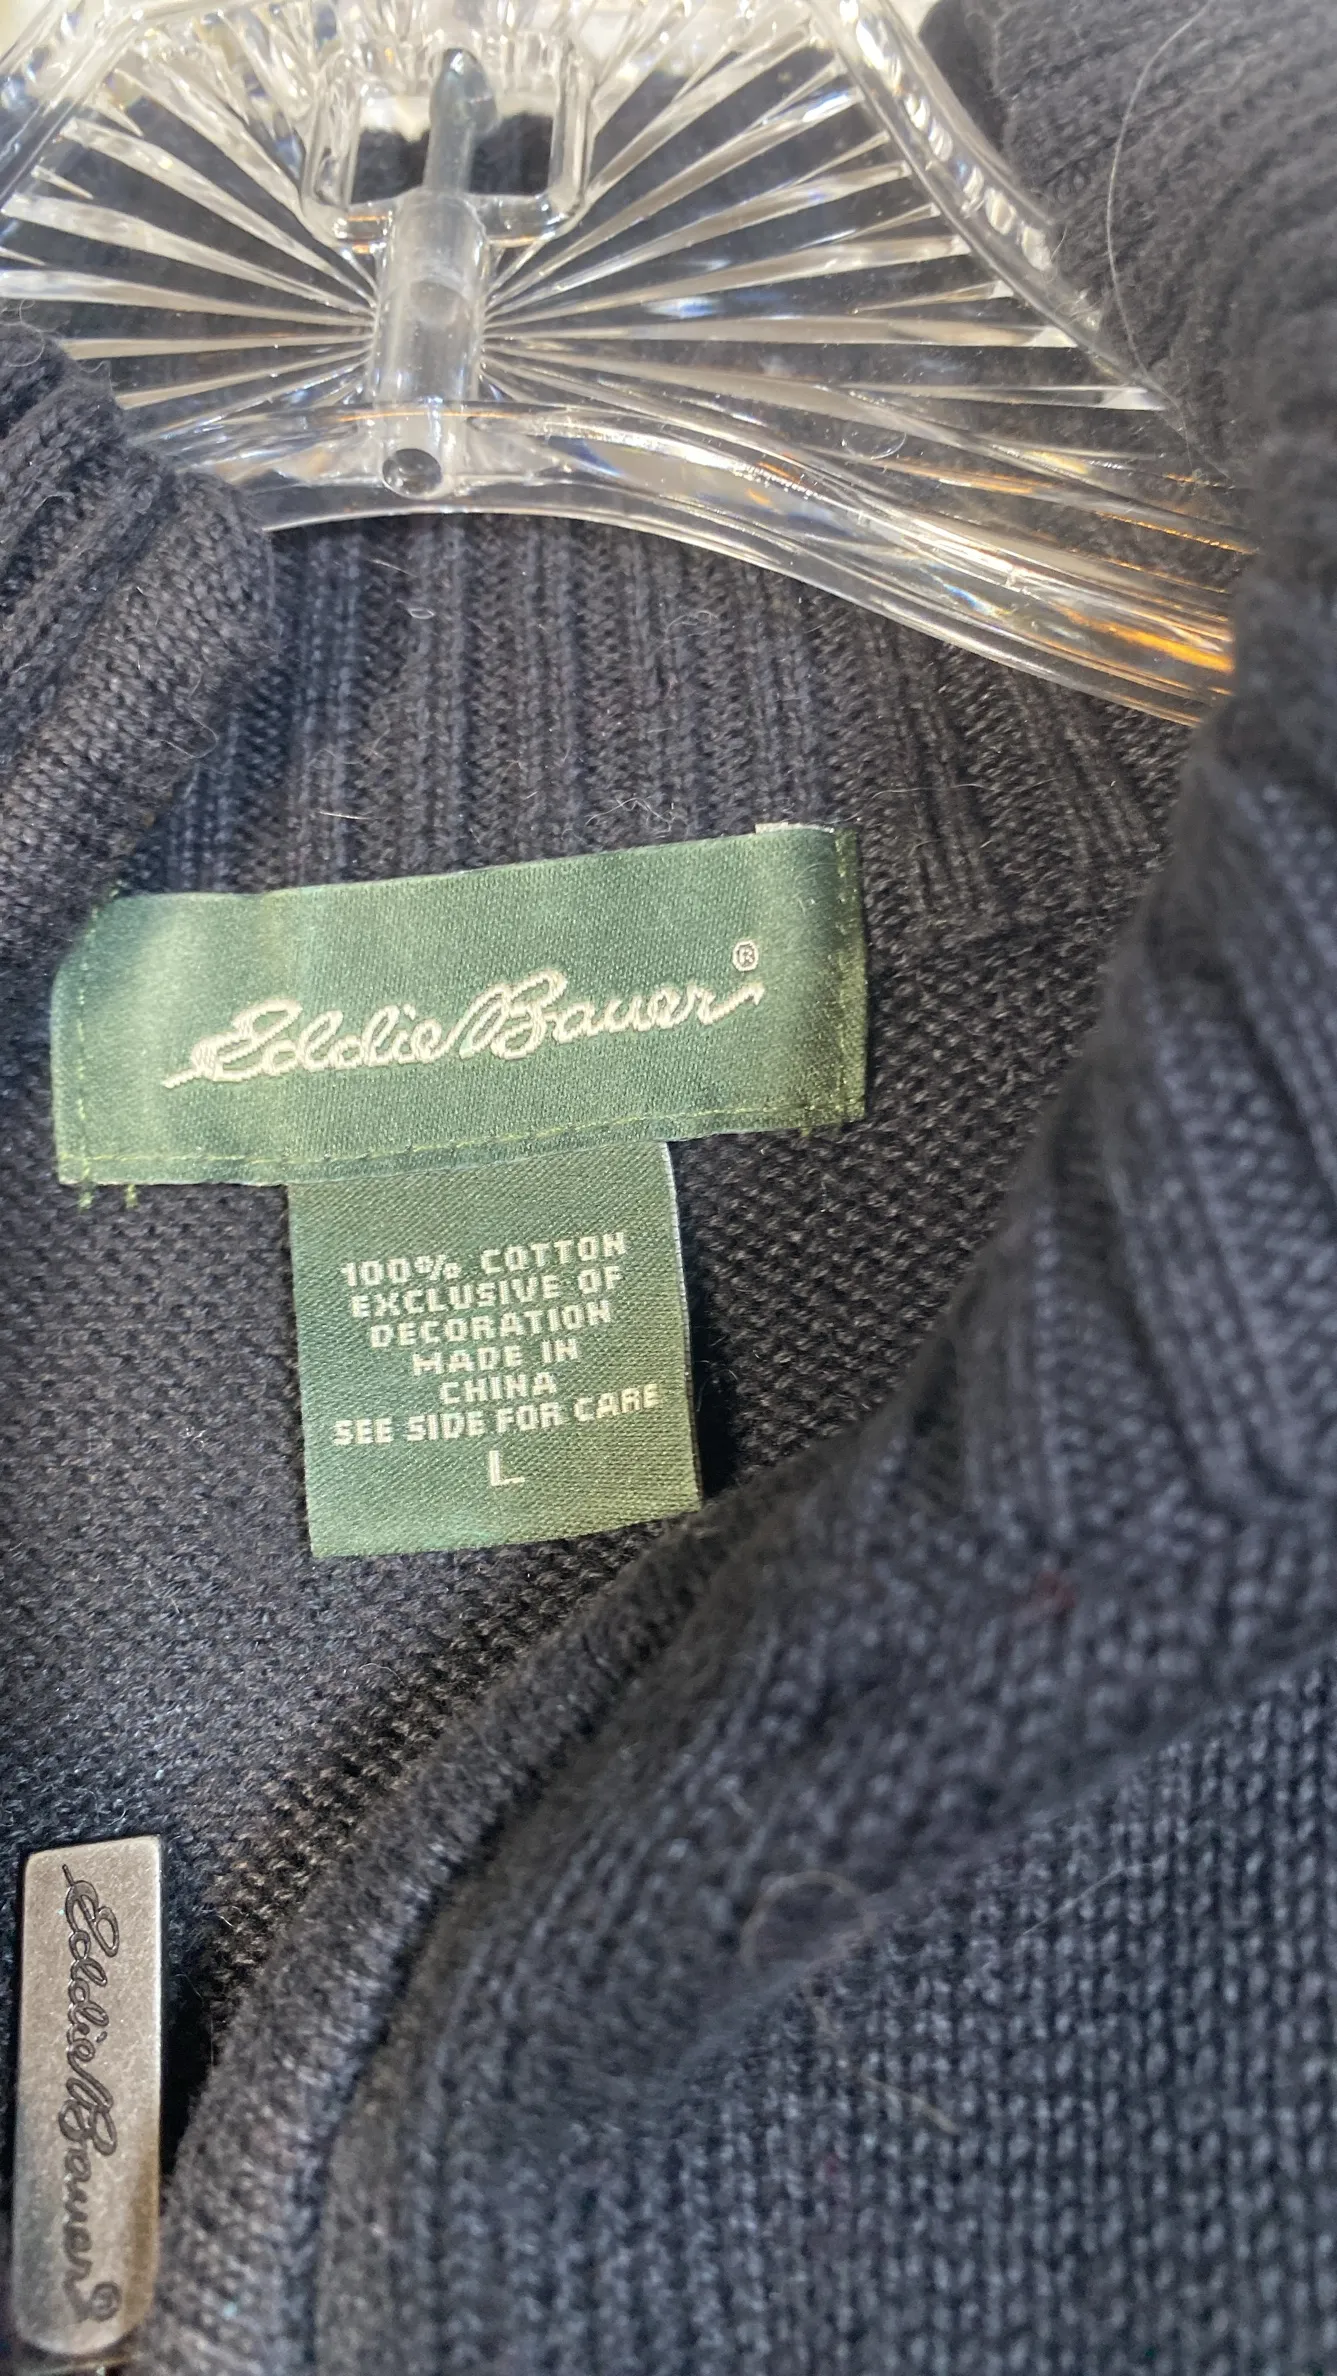 Eddie Bauer®
100% COTTON
EXCLUSIVE OF
DECORATION
MADE IN
CHINA
SEE SIDE FOR CARE
L
Eddie Bauer®